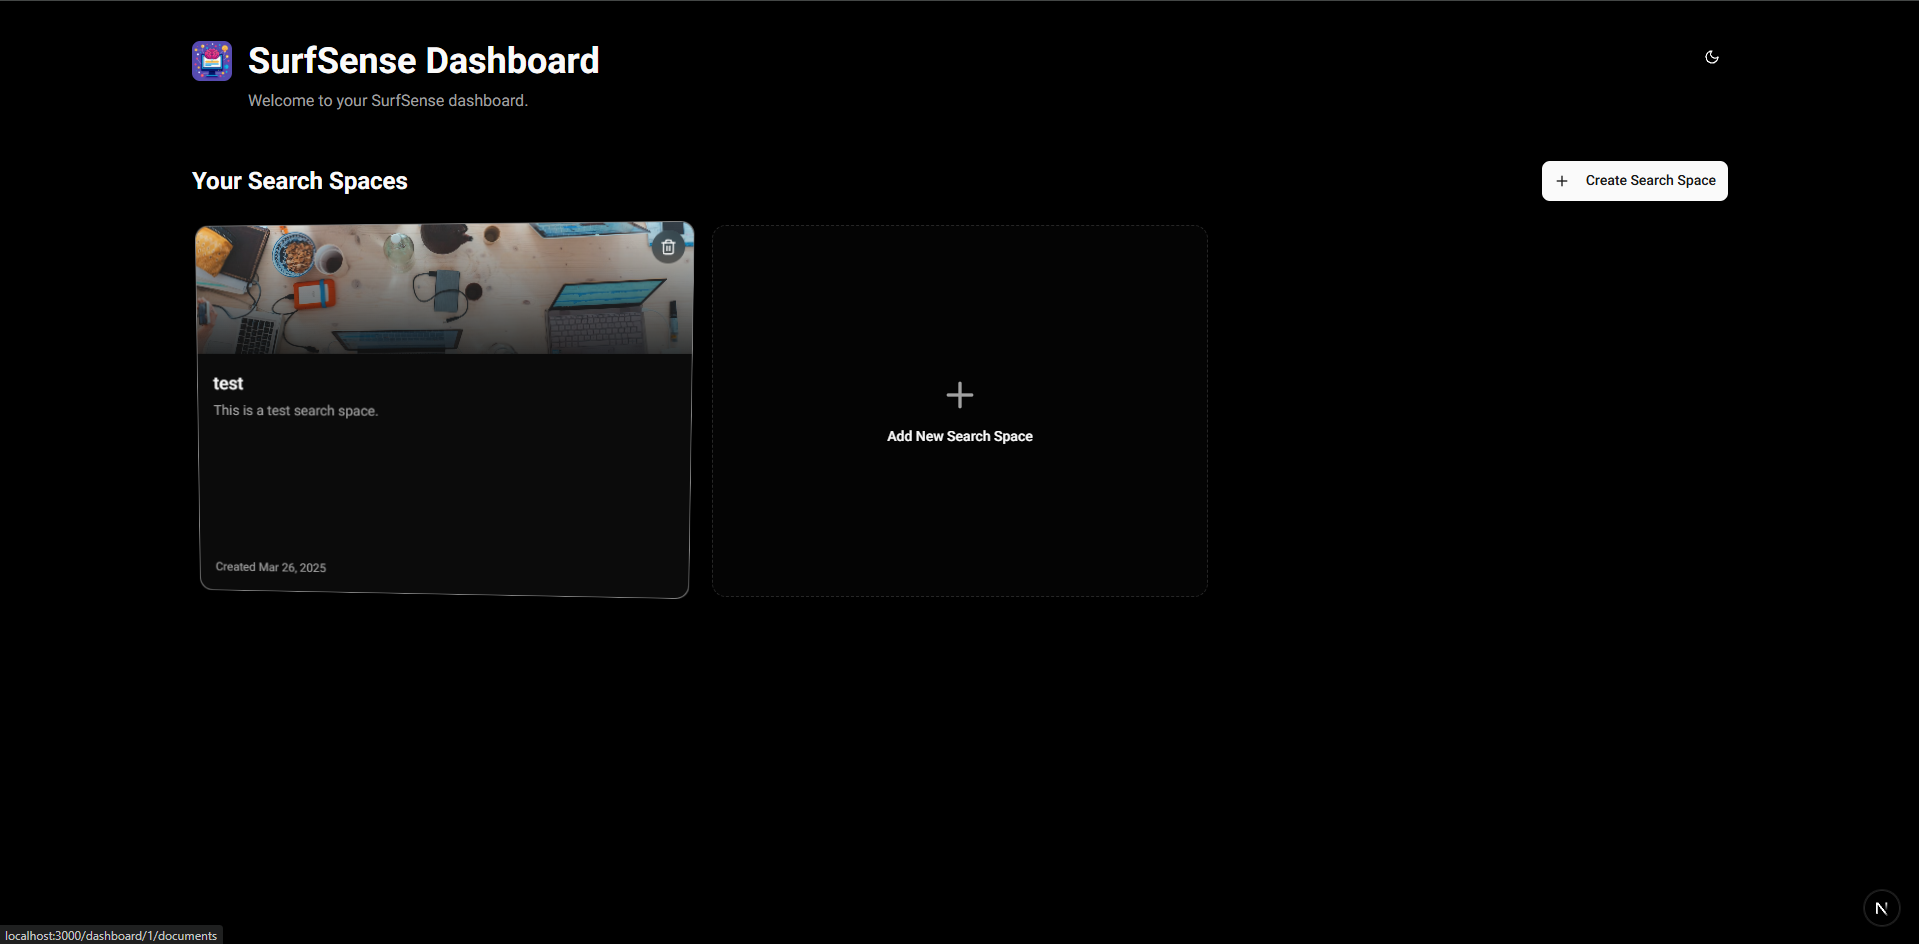 SurfSense Dashboard
Welcome to your SurfSense dashboard.
Your Search Spaces
Create Search Space
test
This is a test search space.
Created Mar 26, 2025
Add New Search Space
N
localhost:3000/dashboard/1/documents